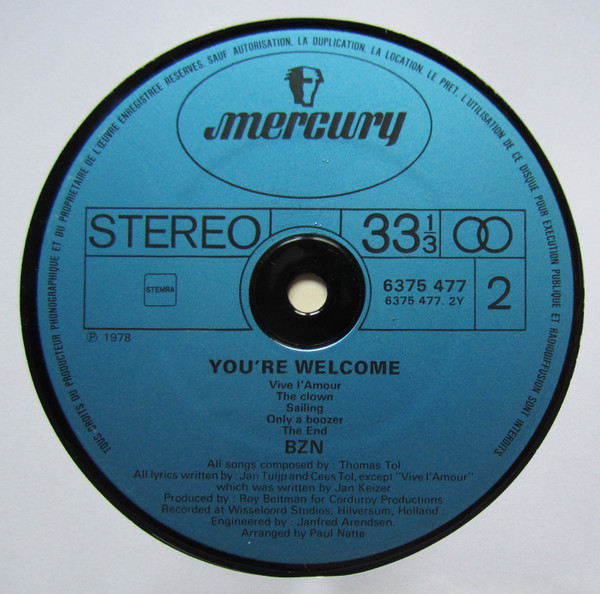 TOUS DROITS DU PRODUCTEUR PHONOGRAPHIQUE ET DU PROPRIETAIRE DE L'ŒUVRE ENREGISTREE RESERVES. SAUF AUTORISATION, LA DUPLICATION, LA LOCATION, LE PRET, L'UTILISATION DE CE DISQUE POUR EXECUTION PUBLIQUE ET RADIODIFFUSION SONT INTERDITS.
mercury
STEREO
33 1/3
STEMRA
6375 477
6375 477. 2Y
2
Ⓟ 1978
YOU'RE WELCOME
Vive l'Amour
The clown
Sailing
Only a boozer
The End
BZN
All songs composed by : Thomas Tol
All lyrics written by : Jan Tuijp and Cees Tol, except "Vive l'Amour"
which was written by Jan Keizer
Produced by : Roy Beltman for Corduroy Productions
Recorded at Wisseloord Studios, Hilversum, Holland
Engineered by : Janfred Arendsen.
Arranged by Paul Natte